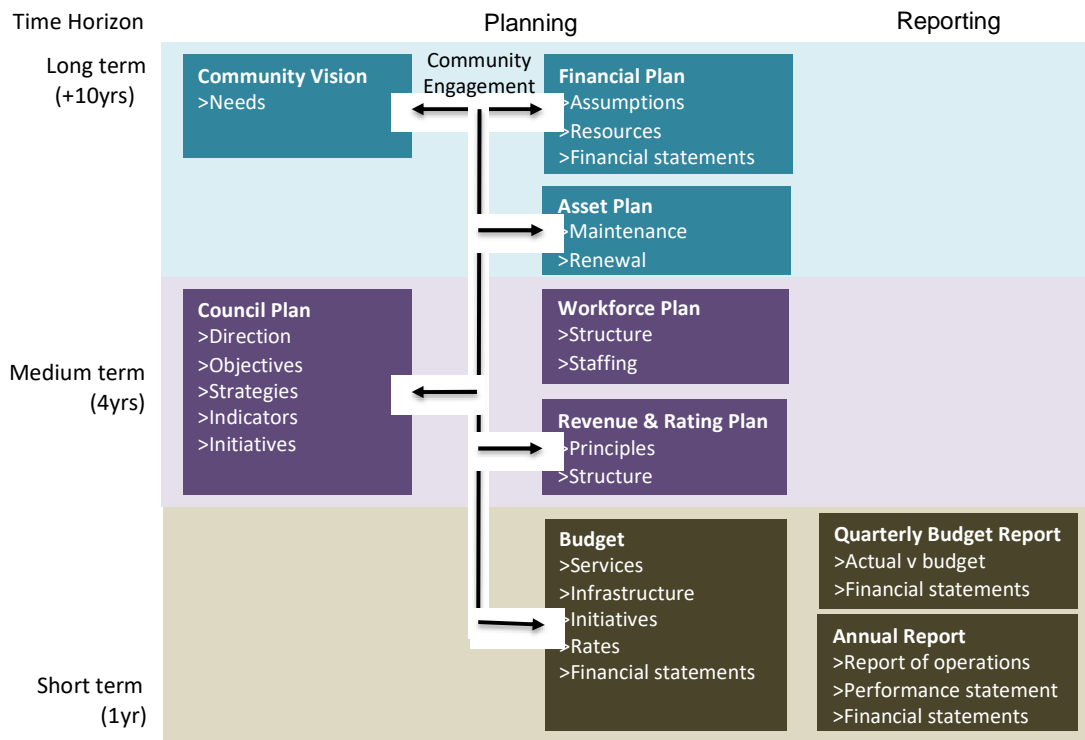 Time Horizon
Planning
Reporting
Long term
(+10yrs)
Community Vision
>Needs
Community
Engagement
Financial Plan
>Assumptions
>Resources
>Financial statements
Asset Plan
>Maintenance
>Renewal
Medium term
(4yrs)
Council Plan
>Direction
>Objectives
>Strategies
>Indicators
>Initiatives
Workforce Plan
>Structure
>Staffing
Revenue & Rating Plan
>Principles
>Structure
Short term
(1yr)
Budget
>Services
>Infrastructure
>Initiatives
>Rates
>Financial statements
Quarterly Budget Report
>Actual v budget
>Financial statements
Annual Report
>Report of operations
>Performance statement
>Financial statements